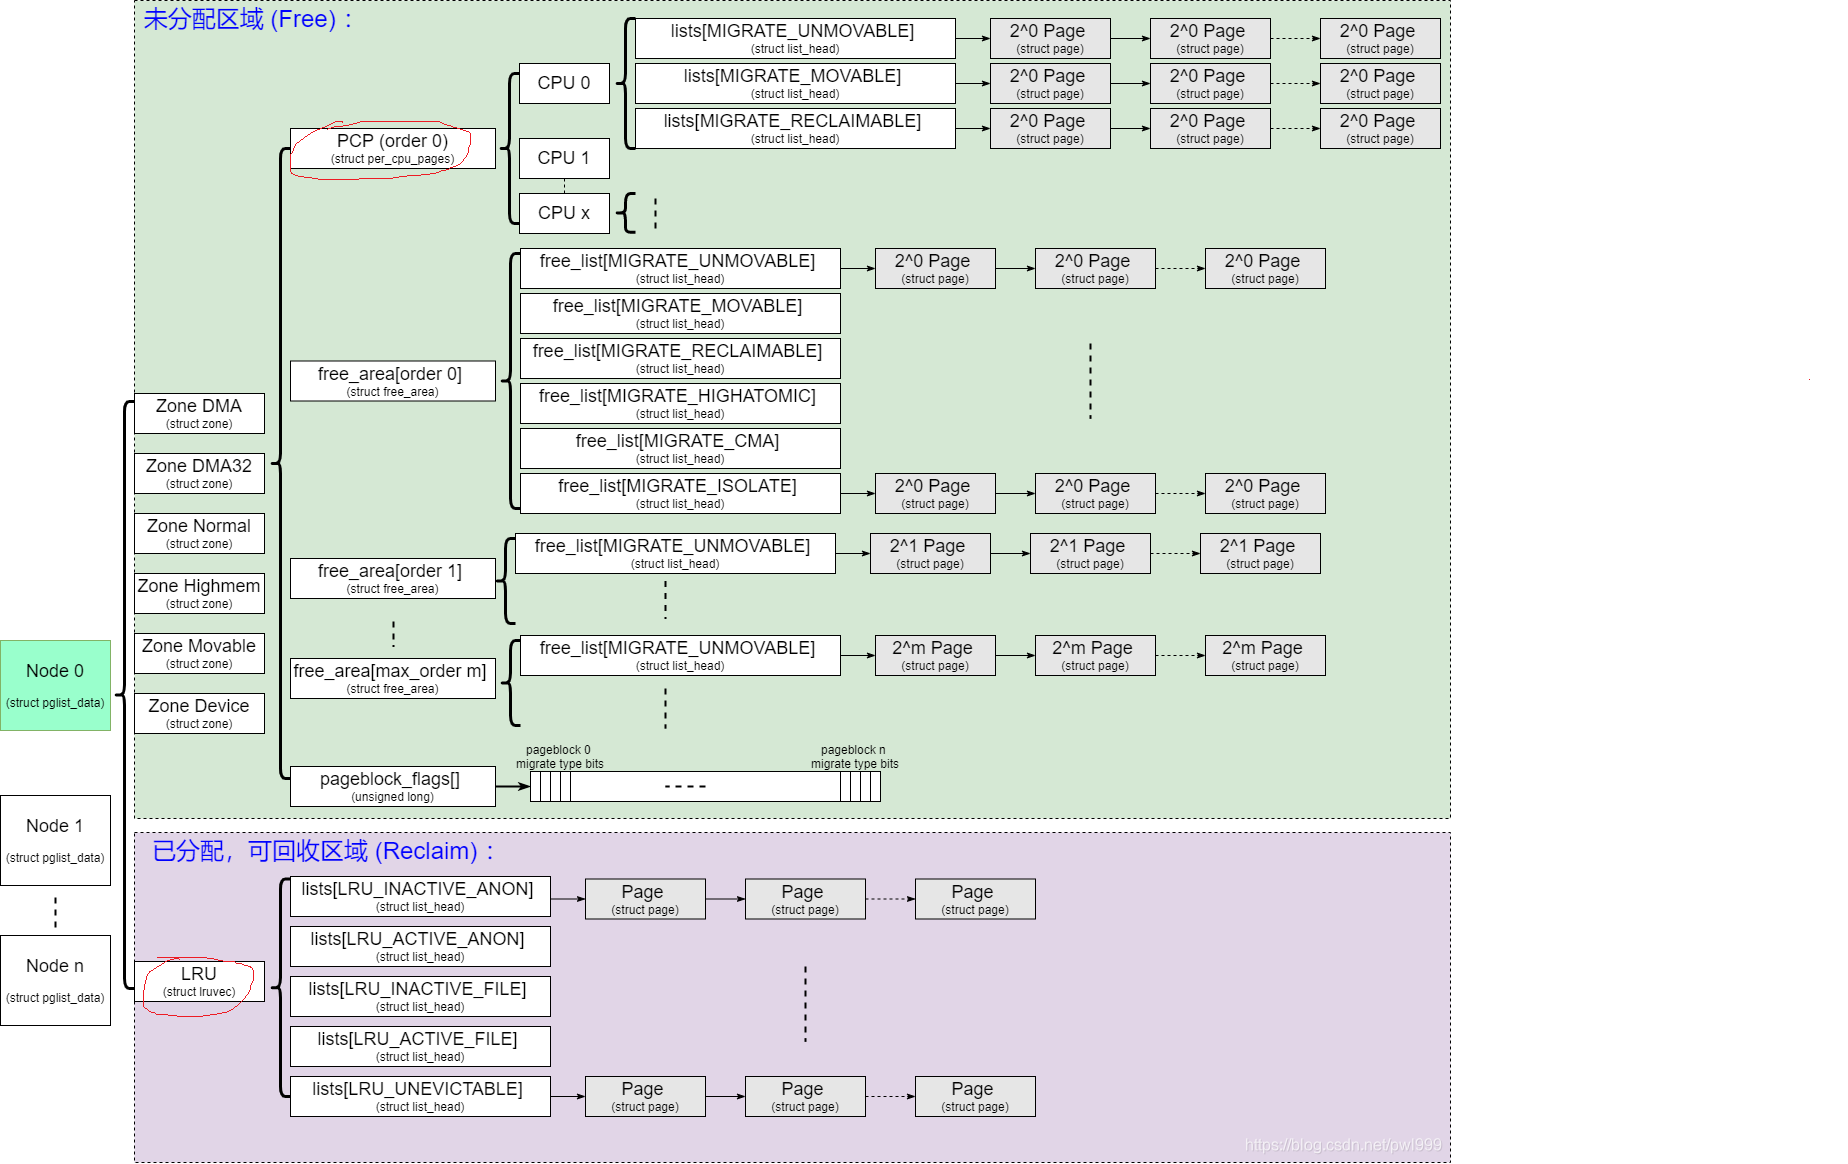 未分配区域 (Free) :
lists[MIGRATE_UNMOVABLE]
(struct list_head)
2^0 Page
(struct page)
2^0 Page
(struct page)
2^0 Page
(struct page)
CPU 0
lists[MIGRATE_MOVABLE]
(struct list_head)
2^0 Page
(struct page)
2^0 Page
(struct page)
2^0 Page
(struct page)
lists[MIGRATE_RECLAIMABLE]
(struct list_head)
2^0 Page
(struct page)
2^0 Page
(struct page)
2^0 Page
(struct page)
PCP (order 0)
(struct per_cpu_pages)
CPU 1
CPU x
free_list[MIGRATE_UNMOVABLE]
(struct list_head)
2^0 Page
(struct page)
2^0 Page
(struct page)
2^0 Page
(struct page)
free_list[MIGRATE_MOVABLE]
(struct list_head)
free_list[MIGRATE_RECLAIMABLE]
(struct list_head)
free_area[order 0]
(struct free_area)
free_list[MIGRATE_HIGHATOMIC]
(struct list_head)
free_list[MIGRATE_CMA]
(struct list_head)
free_list[MIGRATE_ISOLATE]
(struct list_head)
2^0 Page
(struct page)
2^0 Page
(struct page)
2^0 Page
(struct page)
Zone DMA
(struct zone)
Zone DMA32
(struct zone)
Zone Normal
(struct zone)
Zone Highmem
(struct zone)
Zone Movable
(struct zone)
Zone Device
(struct zone)
free_area[order 1]
(struct free_area)
free_list[MIGRATE_UNMOVABLE]
(struct list_head)
2^1 Page
(struct page)
2^1 Page
(struct page)
2^1 Page
(struct page)
free_area[max_order m]
(struct free_area)
free_list[MIGRATE_UNMOVABLE]
(struct list_head)
2^m Page
(struct page)
2^m Page
(struct page)
2^m Page
(struct page)
Node 0
(struct pglist_data)
pageblock_flags[]
(unsigned long)
pageblock 0
migrate type bits
pageblock n
migrate type bits
Node 1
(struct pglist_data)
Node n
(struct pglist_data)
已分配，可回收区域 (Reclaim) :
LRU
(struct lruvec)
lists[LRU_INACTIVE_ANON]
(struct list_head)
Page
(struct page)
Page
(struct page)
Page
(struct page)
lists[LRU_ACTIVE_ANON]
(struct list_head)
lists[LRU_INACTIVE_FILE]
(struct list_head)
lists[LRU_ACTIVE_FILE]
(struct list_head)
lists[LRU_UNEVICTABLE]
(struct list_head)
Page
(struct page)
Page
(struct page)
Page
(struct page)
https://blog.csdn.net/pwl999